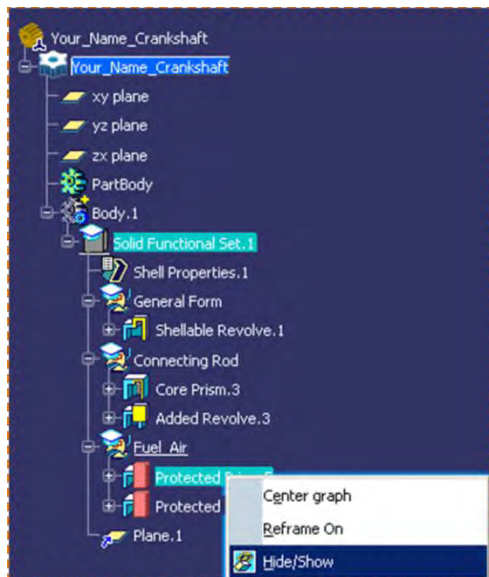 Your_Name_Crankshaft
Your_Name_Crankshaft
xy plane
yz plane
zx plane
PartBody
Body.1
Solid Functional Set.1
Shell Properties.1
General Form
Shellable Revolve.1
Connecting Rod
Core Prism.3
Added Revolve.3
Fuel_Air
Protected
Protected
Plane.1
Center graph
Reframe On
Hide/Show